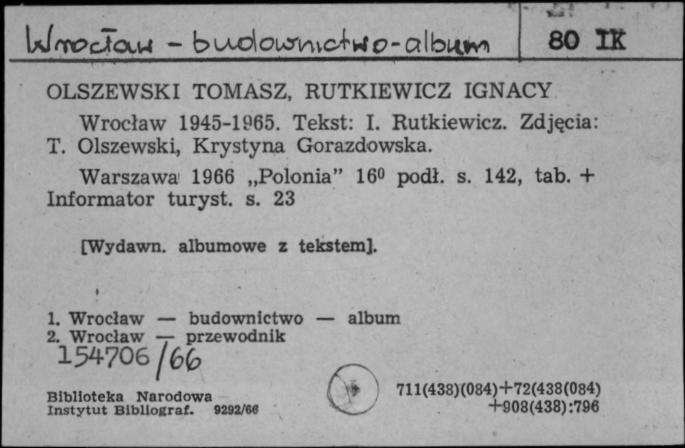 Wrocław - budownictwo - album 80 IK
OLSZEWSKI TOMASZ, RUTKIEWICZ IGNACY
Wrocław 1945-1965. Tekst: I. Rutkiewicz. Zdjęcia:
T. Olszewski, Krystyna Gorazdowska.
Warszawa 1966 „Polonia” 16⁰ podł. s. 142, tab. +
Informator turyst. s. 23
[Wydawn. albumowe z tekstem].
1. Wrocław — budownictwo — album
2. Wrocław — przewodnik
154706/66
Biblioteka Narodowa 711(438)(084)+72(438(084)
Instytut Bibliograf. 9292/66 +908(438):796